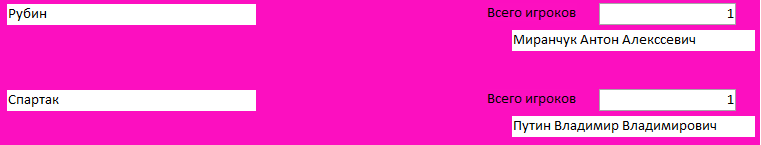 Рубин Всего игроков 1
Миранчук Антон Алекссевич
Спартак Всего игроков 1
Путин Владимир Владимирович